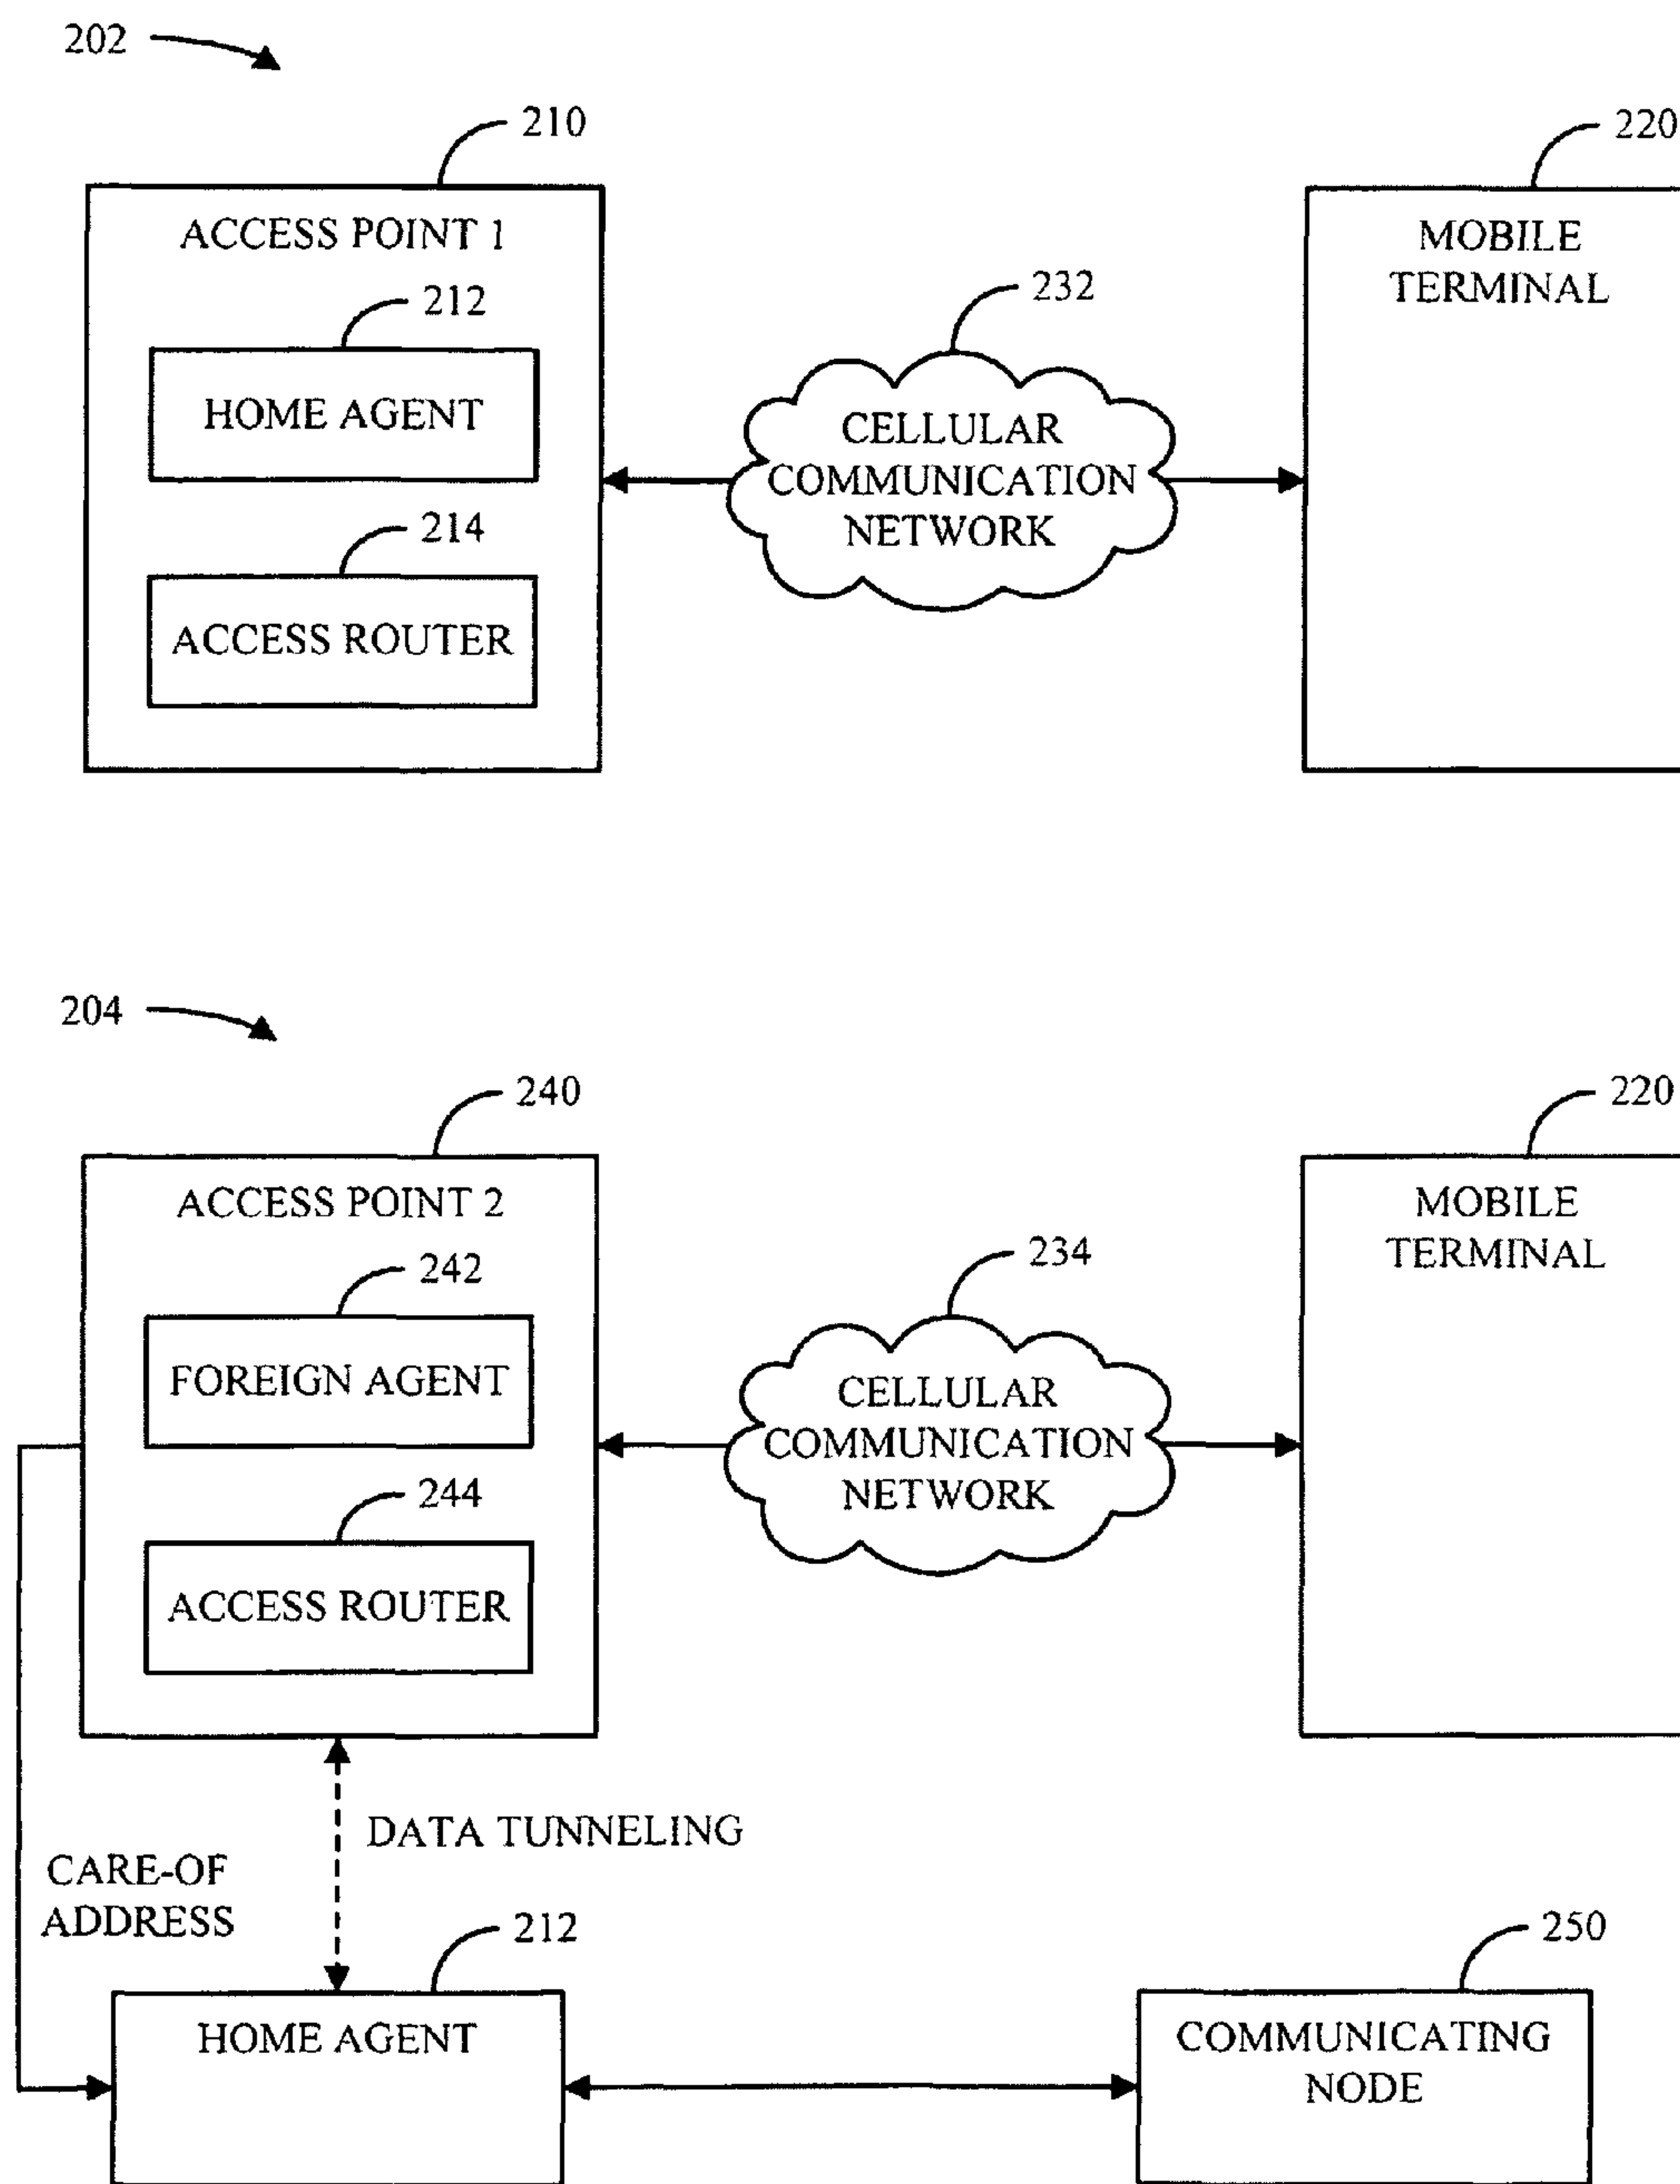 202
210
220
ACCESS POINT 1
MOBILE
TERMINAL
212
232
HOME AGENT
CELLULAR
COMMUNICATION
NETWORK
214
ACCESS ROUTER
204
240
220
ACCESS POINT 2
MOBILE
TERMINAL
242
234
FOREIGN AGENT
CELLULAR
COMMUNICATION
NETWORK
244
ACCESS ROUTER
DATA TUNNELING
CARE-OF
ADDRESS
212
250
HOME AGENT
COMMUNICATING
NODE